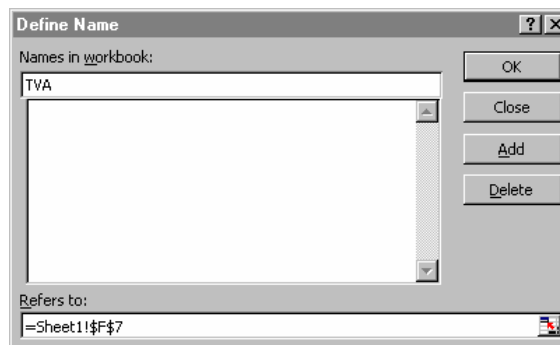 Define Name
Names in workbook:
TVA
OK
Close
Add
Delete
Refers to:
=Sheet1!$F$7